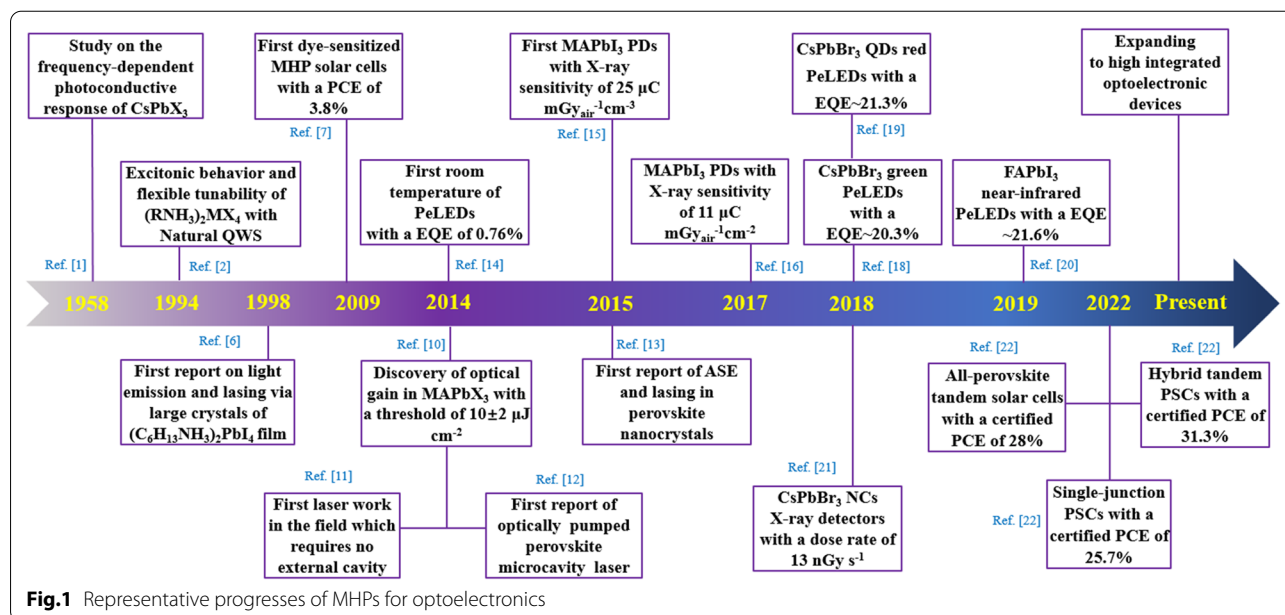 Study on the
frequency-dependent
photoconductive
response of CsPbX₃
Ref. [1]
First dye-sensitized
MHP solar cells
with a PCE of
3.8%
Ref. [7]
First MAPbI₃ PDs
with X-ray
sensitivity of 25 μC
mGyₐᵢᵣ⁻¹cm⁻³
Ref. [15]
CsPbBr₃ QDs red
PeLEDs with a
EQE~21.3%
Ref. [19]
Expanding
to high integrated
optoelectronic
devices
Excitonic behavior and
flexible tunability of
(RNH₃)₂MX₄ with
Natural QWS
Ref. [2]
First room
temperature of
PeLEDs
with a EQE of 0.76%
Ref. [14]
MAPbI₃ PDs with
X-ray sensitivity
of 11 μC
mGyₐᵢᵣ⁻¹cm⁻²
Ref. [16]
CsPbBr₃ green
PeLEDs
with a
EQE~20.3%
Ref. [18]
FAPbI₃
near-infrared
PeLEDs with a EQE
~21.6%
Ref. [20]
1958 1994 1998 2009 2014 2015 2017 2018 2019 2022 Present
Ref. [6]
First report on light
emission and lasing via
large crystals of
(C₆H₁₃NH₃)₂PbI₄ film
Ref. [10]
Discovery of optical
gain in MAPbX₃ with
a threshold of 10±2 μJ
cm⁻²
Ref. [13]
First report of ASE
and lasing in
perovskite
nanocrystals
Ref. [22]
All-perovskite
tandem solar cells
with a certified
PCE of 28%
Ref. [22]
Hybrid tandem
PSCs with a
certified PCE of
31.3%
Ref. [11]
First laser work
in the field which
requires no
external cavity
Ref. [12]
First report of
optically pumped
perovskite
microcavity laser
Ref. [21]
CsPbBr₃ NCs
X-ray detectors
with a dose rate of
13 nGy s⁻¹
Ref. [22]
Single-junction
PSCs with a
certified PCE of
25.7%
Fig.1 Representative progresses of MHPs for optoelectronics